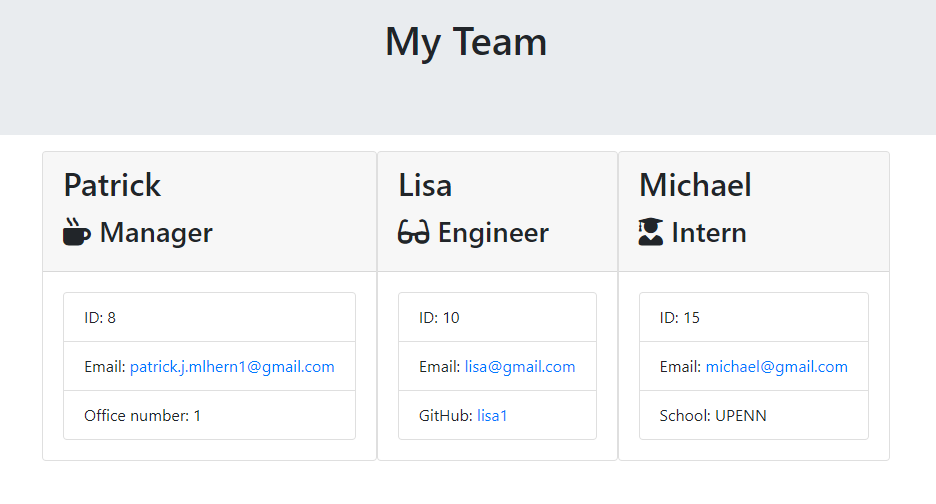 My Team
Patrick
Manager
ID: 8
Email: patrick.j.mlhern1@gmail.com
Office number: 1
Lisa
Engineer
ID: 10
Email: lisa@gmail.com
GitHub: lisa1
Michael
Intern
ID: 15
Email: michael@gmail.com
School: UPENN